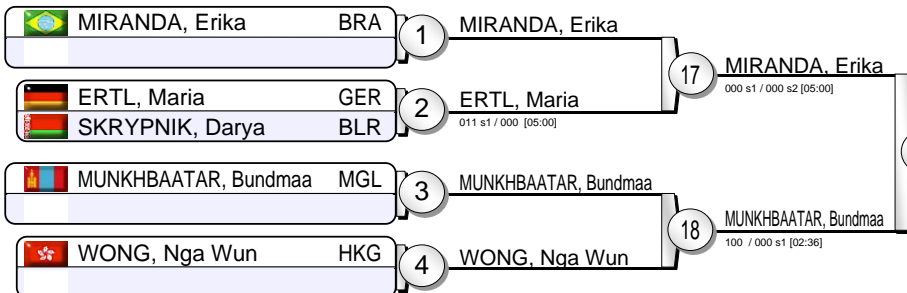 MIRANDA, Erika BRA
1
MIRANDA, Erika
17
MIRANDA, Erika
000 s1 / 000 s2 [05:00]
ERTL, Maria GER
SKRYPNIK, Darya BLR
2
ERTL, Maria
011 s1 / 000 [05:00]
MUNKHBAATAR, Bundmaa MGL
3
MUNKHBAATAR, Bundmaa
18
MUNKHBAATAR, Bundmaa
100 / 000 s1 [02:36]
WONG, Nga Wun HKG
4
WONG, Nga Wun